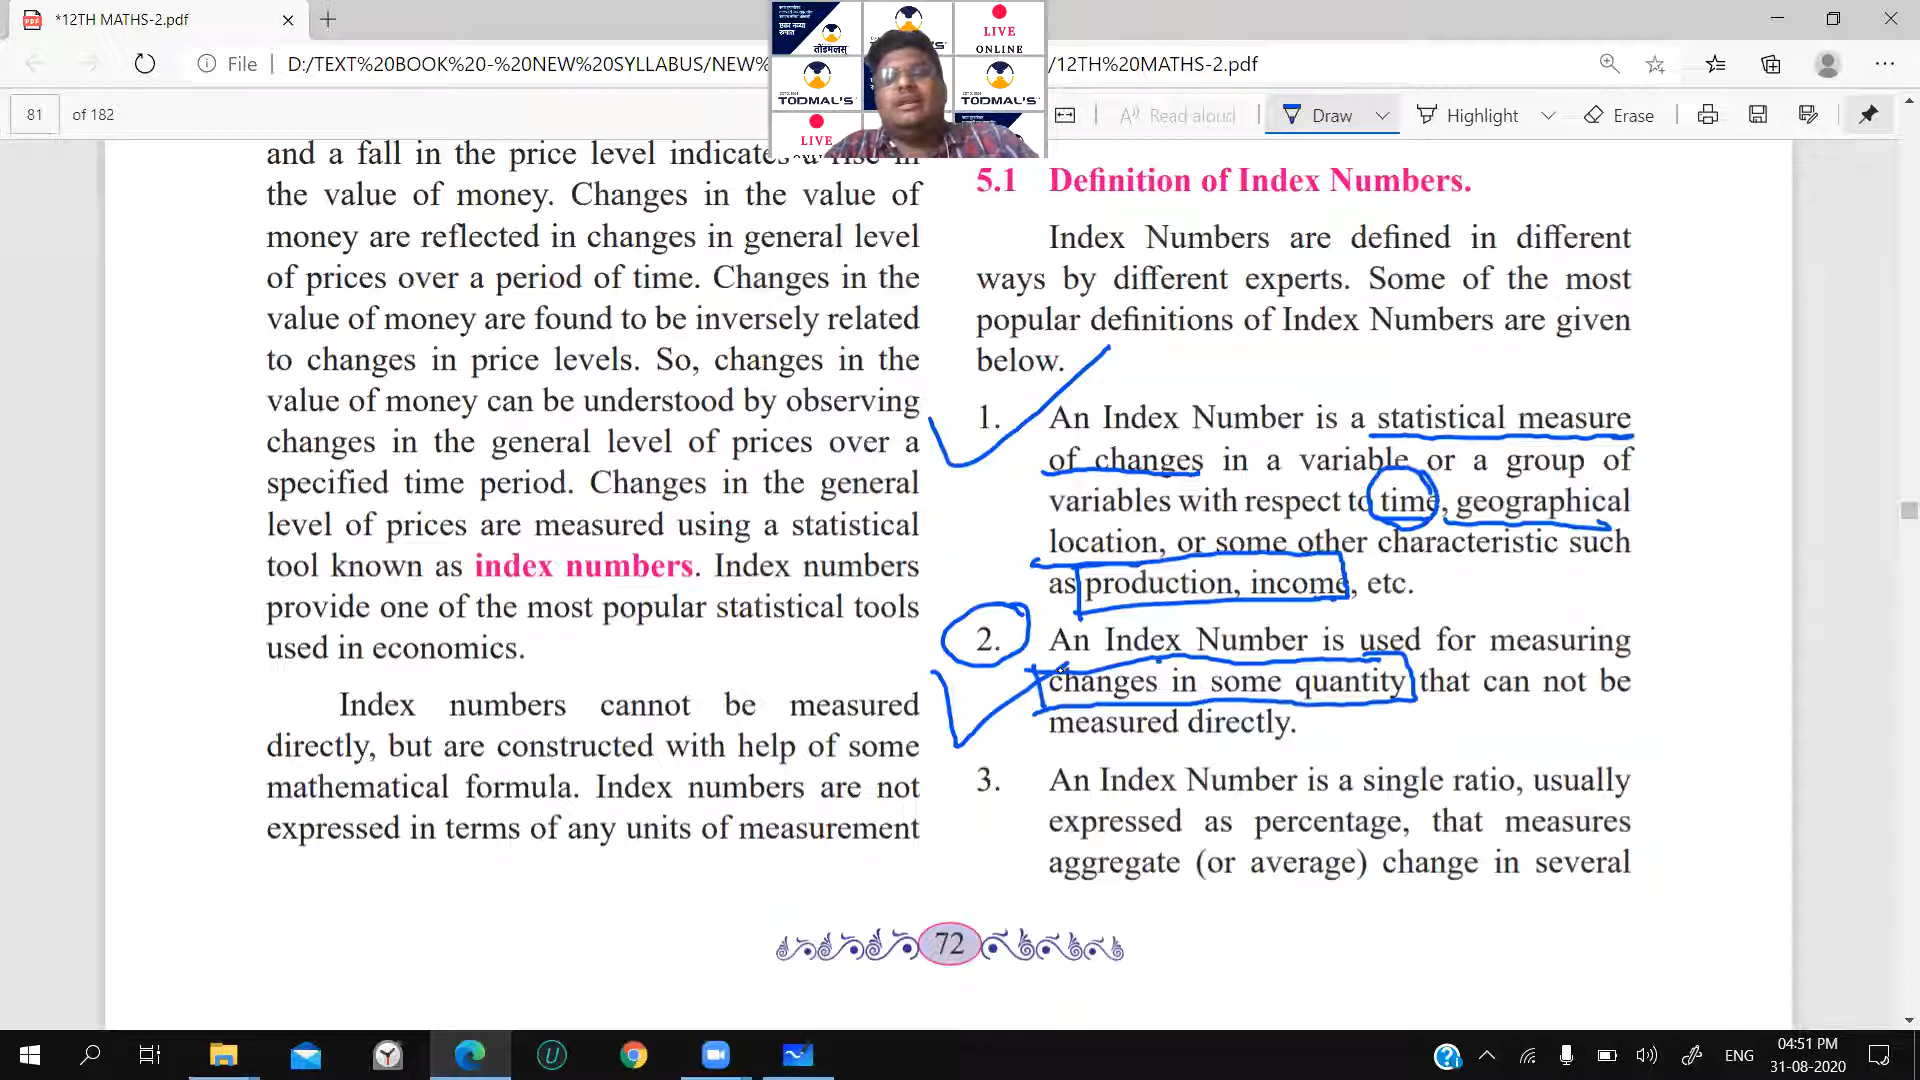 *12TH MATHS-2.pdf
File
D:/TEXT%20BOOK%20-%20NEW%20SYLLABUS/NEW%
/12TH%20MATHS-2.pdf
81 of 182
Read aloud
Draw
Highlight
Erase
तोडमलस्
LIVE
ONLINE
TODMAL'S
TODMAL'S
LIVE
and a fall in the price level indicates a rise in
the value of money. Changes in the value of
money are reflected in changes in general level
of prices over a period of time. Changes in the
value of money are found to be inversely related
to changes in price levels. So, changes in the
value of money can be understood by observing
changes in the general level of prices over a
specified time period. Changes in the general
level of prices are measured using a statistical
tool known as index numbers. Index numbers
provide one of the most popular statistical tools
used in economics.
Index numbers cannot be measured
directly, but are constructed with help of some
mathematical formula. Index numbers are not
expressed in terms of any units of measurement
5.1 Definition of Index Numbers.
Index Numbers are defined in different
ways by different experts. Some of the most
popular definitions of Index Numbers are given
below.
1. An Index Number is a statistical measure
of changes in a variable or a group of
variables with respect to time, geographical
location, or some other characteristic such
as production, income, etc.
2. An Index Number is used for measuring
changes in some quantity that can not be
measured directly.
3. An Index Number is a single ratio, usually
expressed as percentage, that measures
aggregate (or average) change in several
72
ENG
04:51 PM
31-08-2020